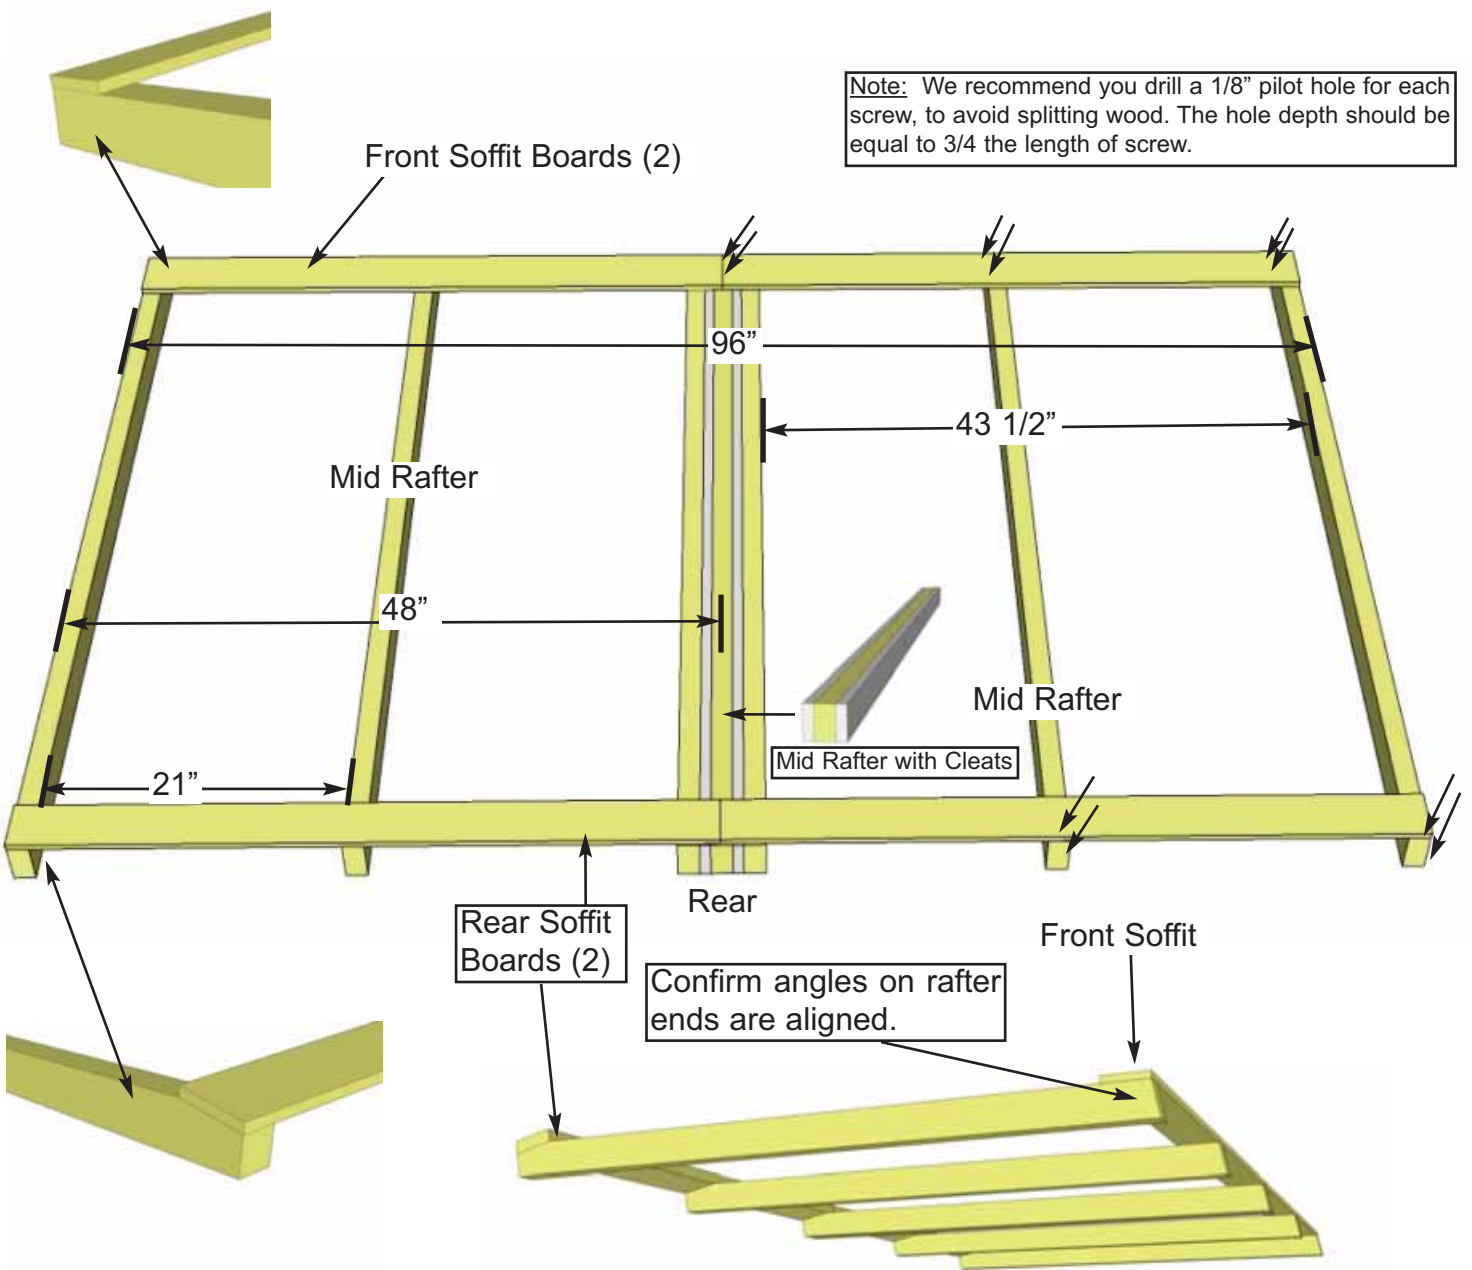 Note: We recommend you drill a 1/8” pilot hole for each
screw, to avoid splitting wood. The hole depth should be
equal to 3/4 the length of screw.
Front Soffit Boards (2)
96”
43 1/2”
Mid Rafter
48”
Mid Rafter
Mid Rafter with Cleats
21”
Rear
Rear Soffit
Boards (2)
Front Soffit
Confirm angles on rafter
ends are aligned.